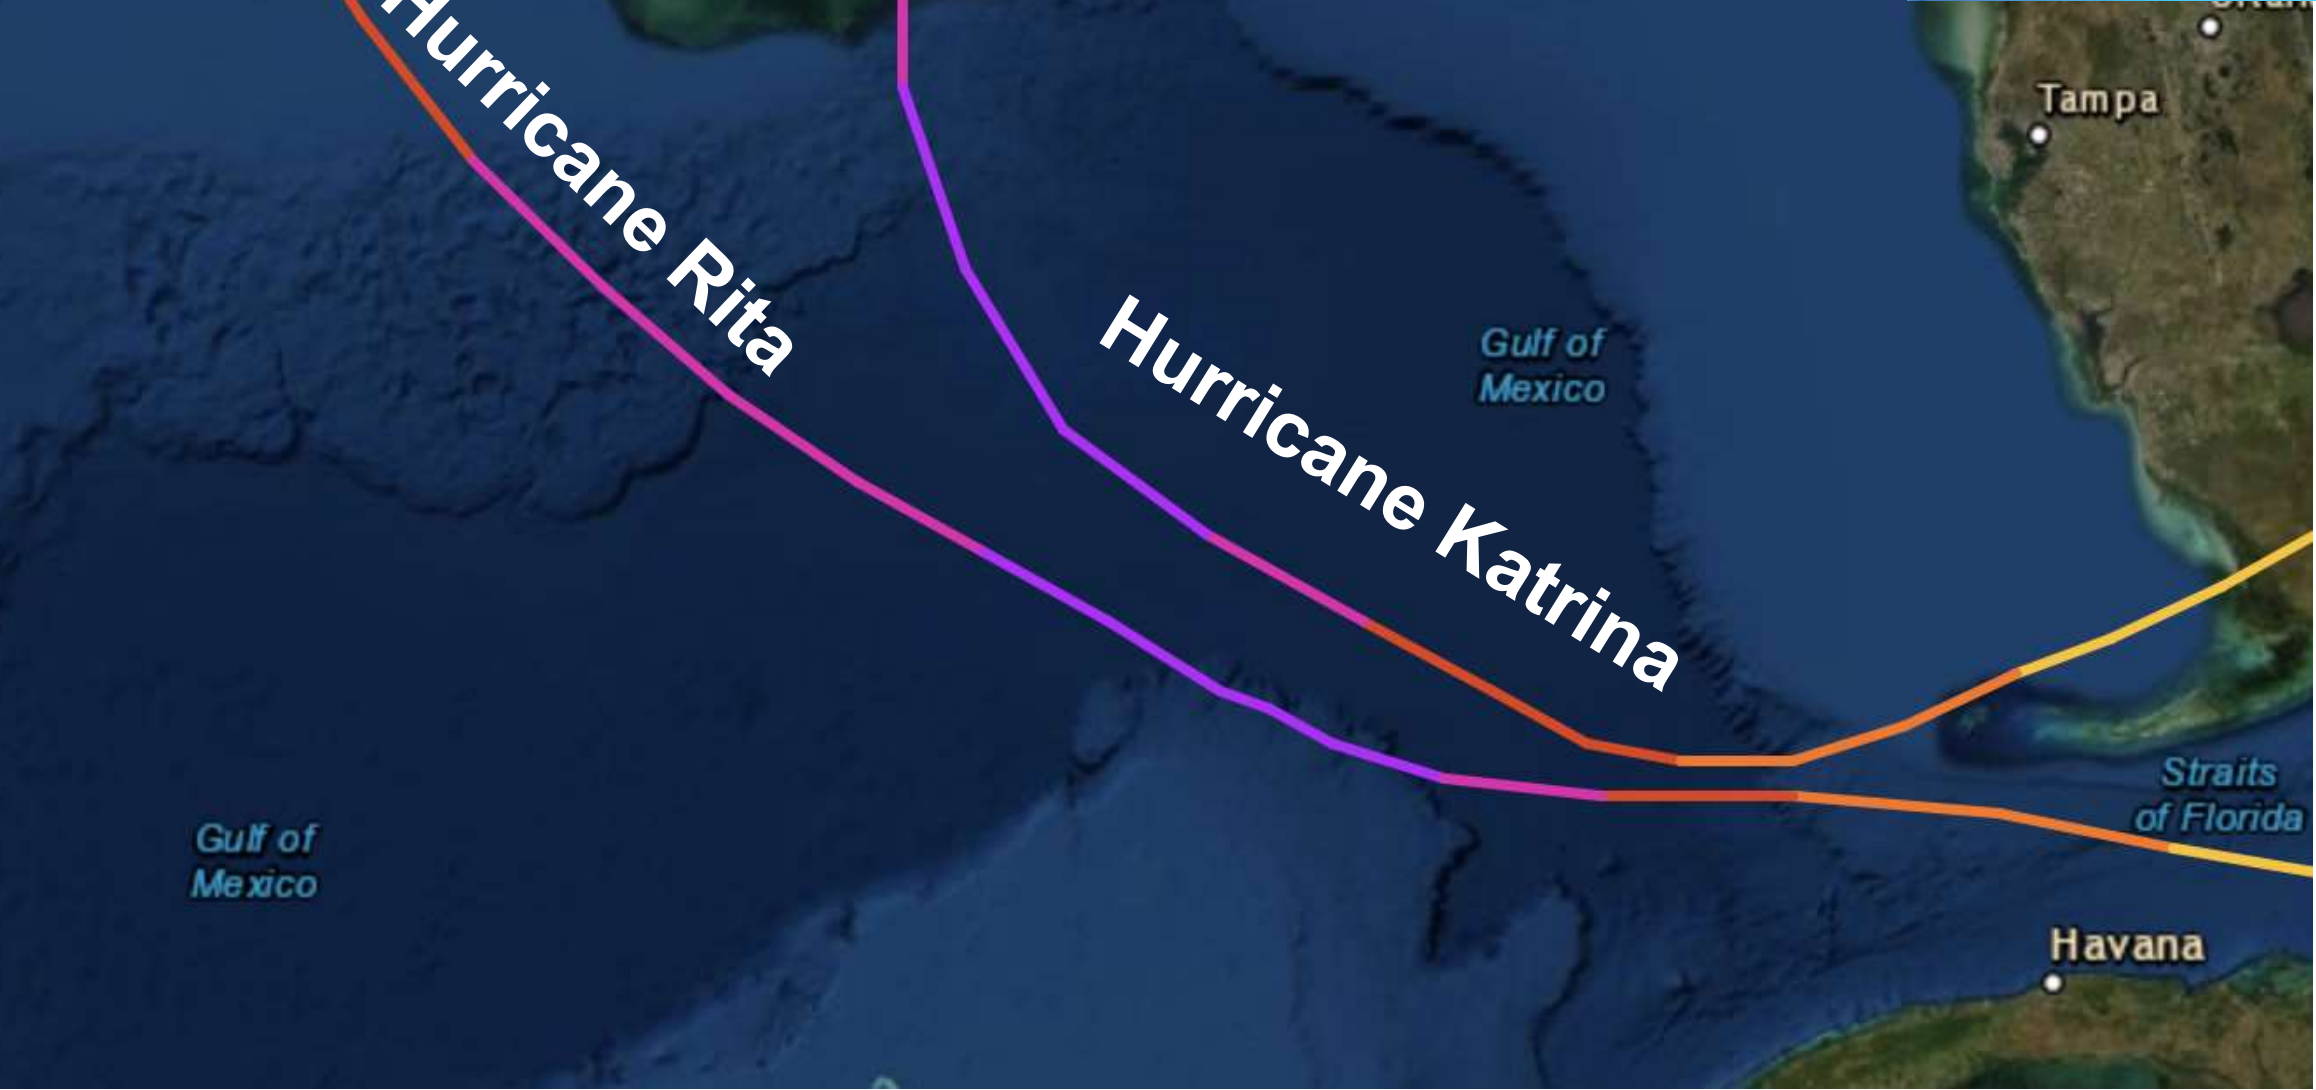 Hurricane Rita
Tampa
Hurricane Katrina
Gulf of
Mexico
Straits
of Florida
Gulf of
Mexico
Havana